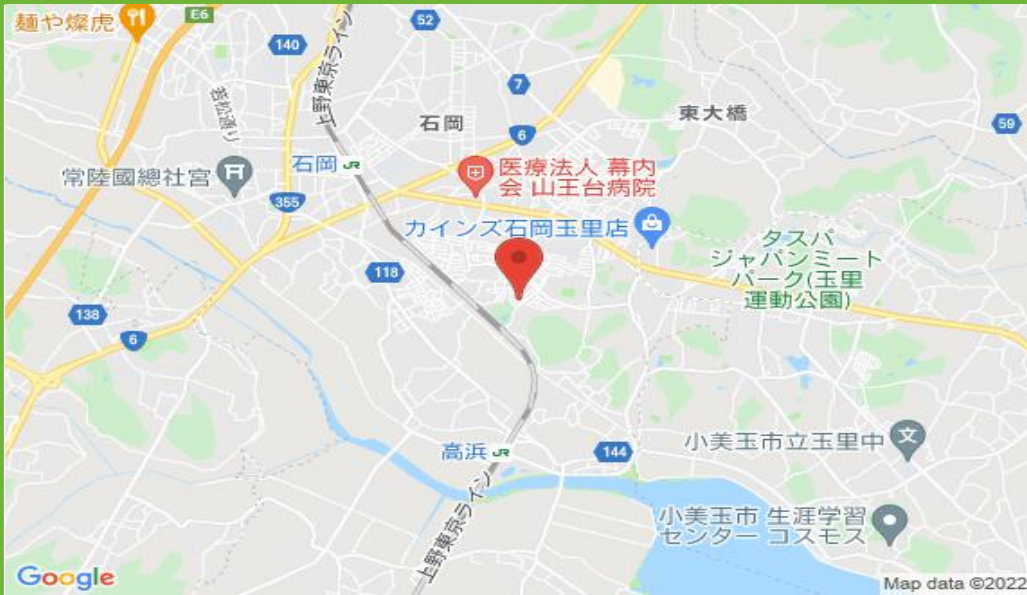 麺や燦虎
E6
52
140
上野東京ライン
7
石岡
東大橋
59
6
石岡 JR
医療法人 幕内
会 山王台病院
常陸國總社宮
355
カインズ石岡玉里店
タスパ
ジャパンミート
パーク(玉里
運動公園)
118
138
6
高浜 JR
144
小美玉市立玉里中
文
上野東京ライン
小美玉市 生涯学習
センター コスモス
Google
Map data ©2022